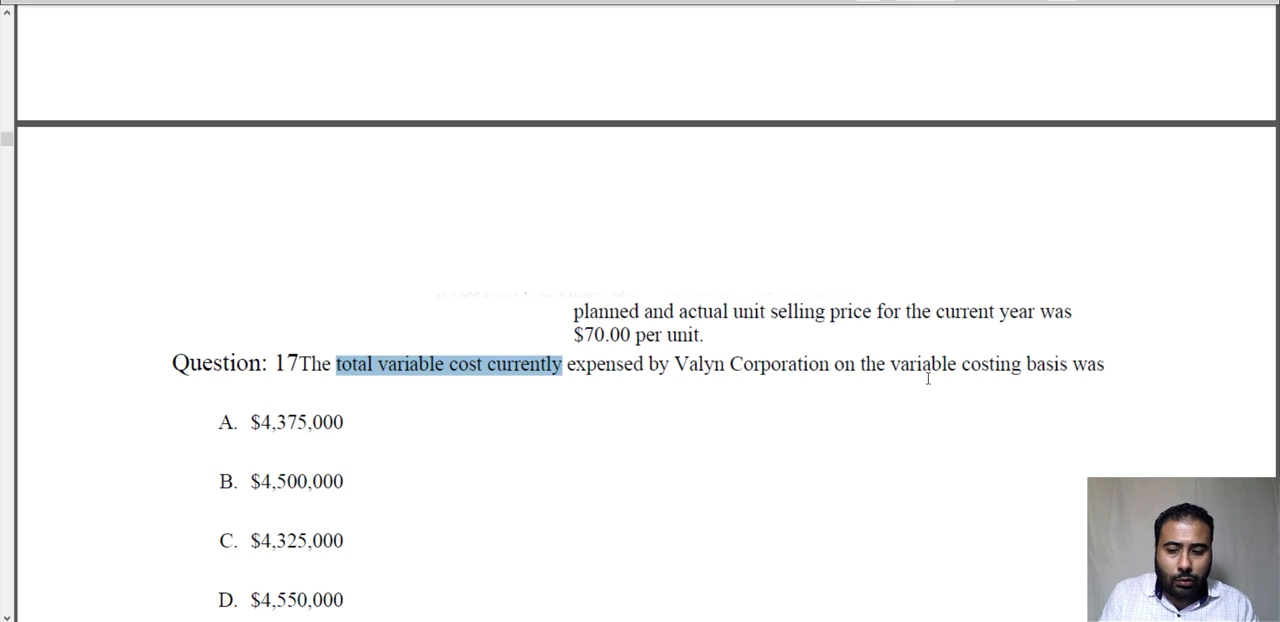 planned and actual unit selling price for the current year was
$70.00 per unit.
Question: 17The total variable cost currently expensed by Valyn Corporation on the variable costing basis was
A. $4,375,000
B. $4,500,000
C. $4,325,000
D. $4,550,000